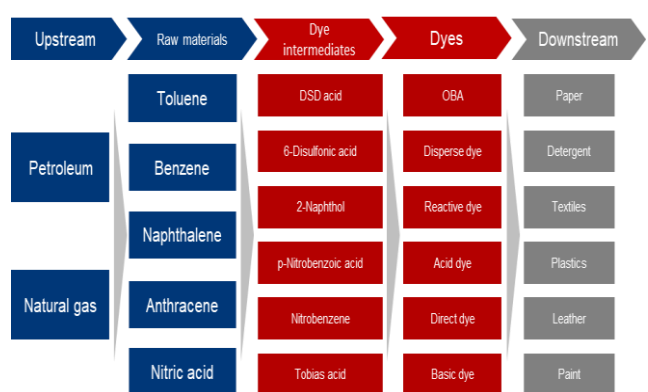 Upstream
Raw materials
Dye
intermediates
Dyes
Downstream
Toluene
DSD acid
OBA
Paper
Petroleum
Benzene
6-Disulfonic acid
Disperse dye
Detergent
Naphthalene
2-Naphthol
Reactive dye
Textiles
p-Nitrobenzoic acid
Acid dye
Plastics
Natural gas
Anthracene
Nitrobenzene
Direct dye
Leather
Nitric acid
Tobias acid
Basic dye
Paint